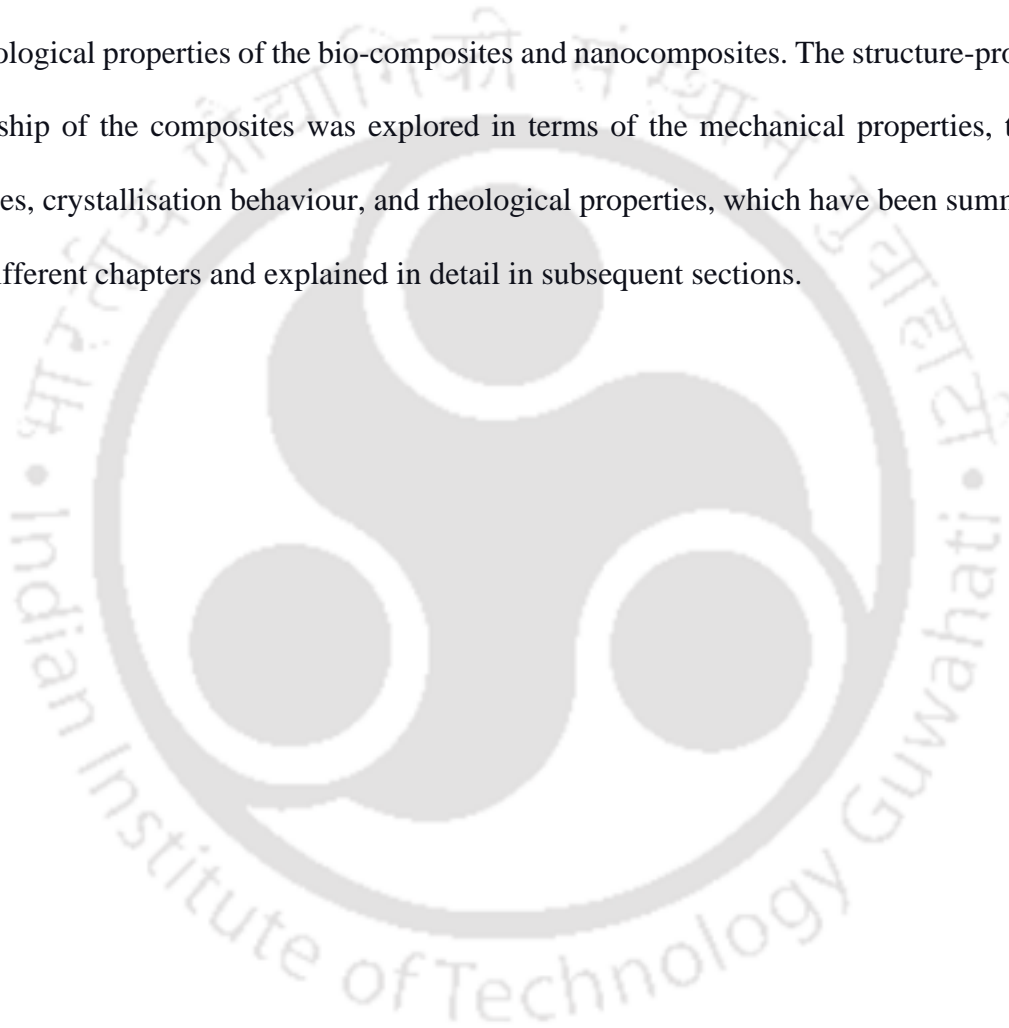 ological properties of the bio-composites and nanocomposites. The structure-pro
ship of the composites was explored in terms of the mechanical properties, t
es, crystallisation behaviour, and rheological properties, which have been summ
ifferent chapters and explained in detail in subsequent sections.
भारतीय प्रौद्योगिकी संस्थान गुवाहाटी
• Indian Institute of Technology Guwahati •